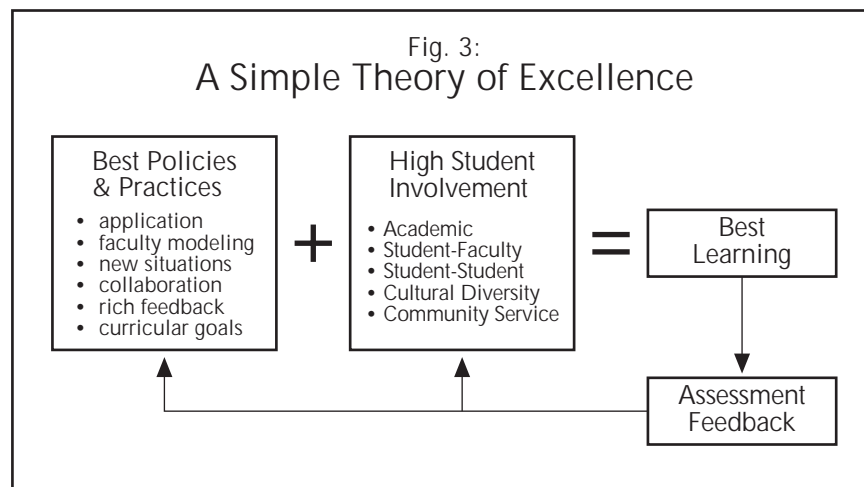 Fig. 3:
A Simple Theory of Excellence
Best Policies
& Practices
• application
• faculty modeling
• new situations
• collaboration
• rich feedback
• curricular goals
+
High Student
Involvement
• Academic
• Student-Faculty
• Student-Student
• Cultural Diversity
• Community Service
=
Best
Learning
Assessment
Feedback